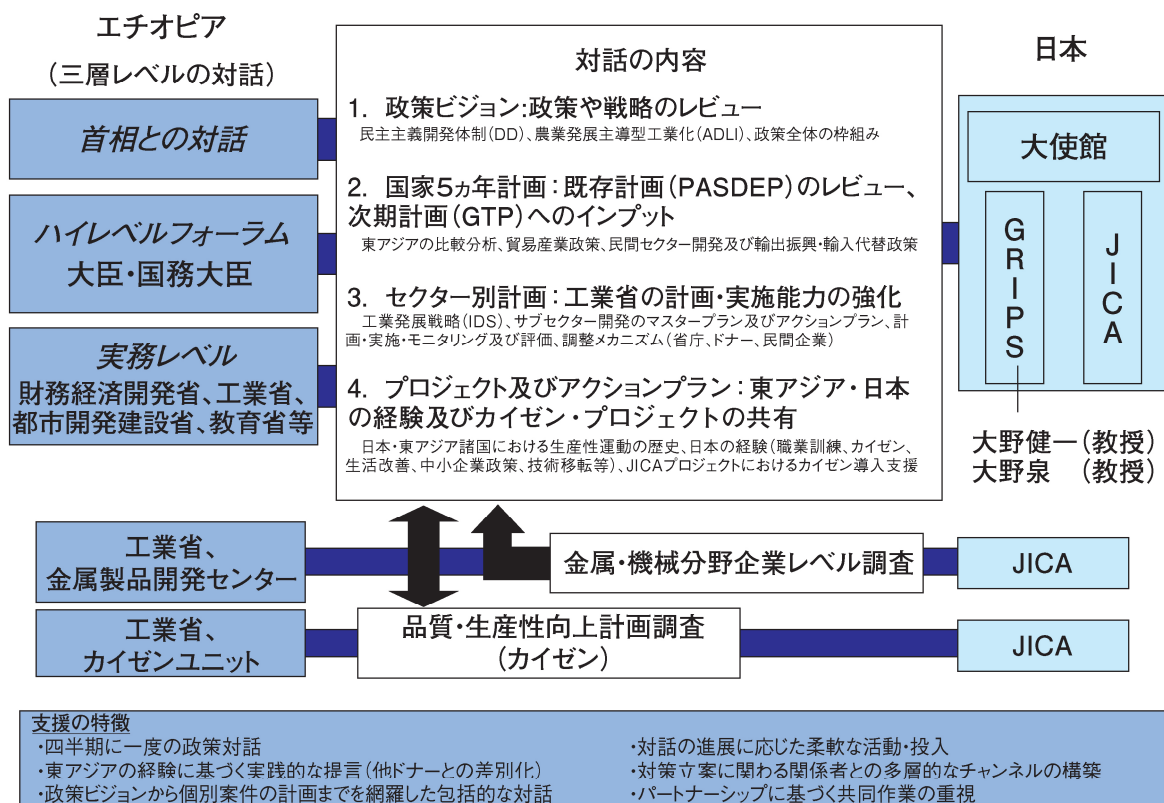 エチオピア
(三層レベルの対話)
首相との対話
ハイレベルフォーラム
大臣・国務大臣
実務レベル
財務経済開発省、工業省、
都市開発建設省、教育省等
対話の内容
1. 政策ビジョン:政策や戦略のレビュー
民主主義開発体制(DD)、農業発展主導型工業化(ADLI)、政策全体の枠組み
2. 国家5ヵ年計画:既存計画(PASDEP)のレビュー、
次期計画(GTP)へのインプット
東アジアの比較分析、貿易産業政策、民間セクター開発及び輸出振興・輸入代替政策
3. セクター別計画:工業省の計画・実施能力の強化
工業発展戦略(IDS)、サブセクター開発のマスタープラン及びアクションプラン、計
画・実施・モニタリング及び評価、調整メカニズム(省庁、ドナー、民間企業)
4. プロジェクト及びアクションプラン:東アジア・日本
の経験及びカイゼン・プロジェクトの共有
日本・東アジア諸国における生産性運動の歴史、日本の経験(職業訓練、カイゼン、
生活改善、中小企業政策、技術移転等)、JICAプロジェクトにおけるカイゼン導入支援
日本
大使館
GRIPS
JICA
大野健一(教授)
大野泉 (教授)
工業省、
金属製品開発センター
金属・機械分野企業レベル調査
JICA
工業省、
カイゼンユニット
品質・生産性向上計画調査
(カイゼン)
JICA
支援の特徴
・四半期に一度の政策対話
・東アジアの経験に基づく実践的な提言(他ドナーとの差別化)
・政策ビジョンから個別案件の計画までを網羅した包括的な対話
・対話の進展に応じた柔軟な活動・投入
・対策立案に関わる関係者との多層的なチャンネルの構築
・パートナーシップに基づく共同作業の重視